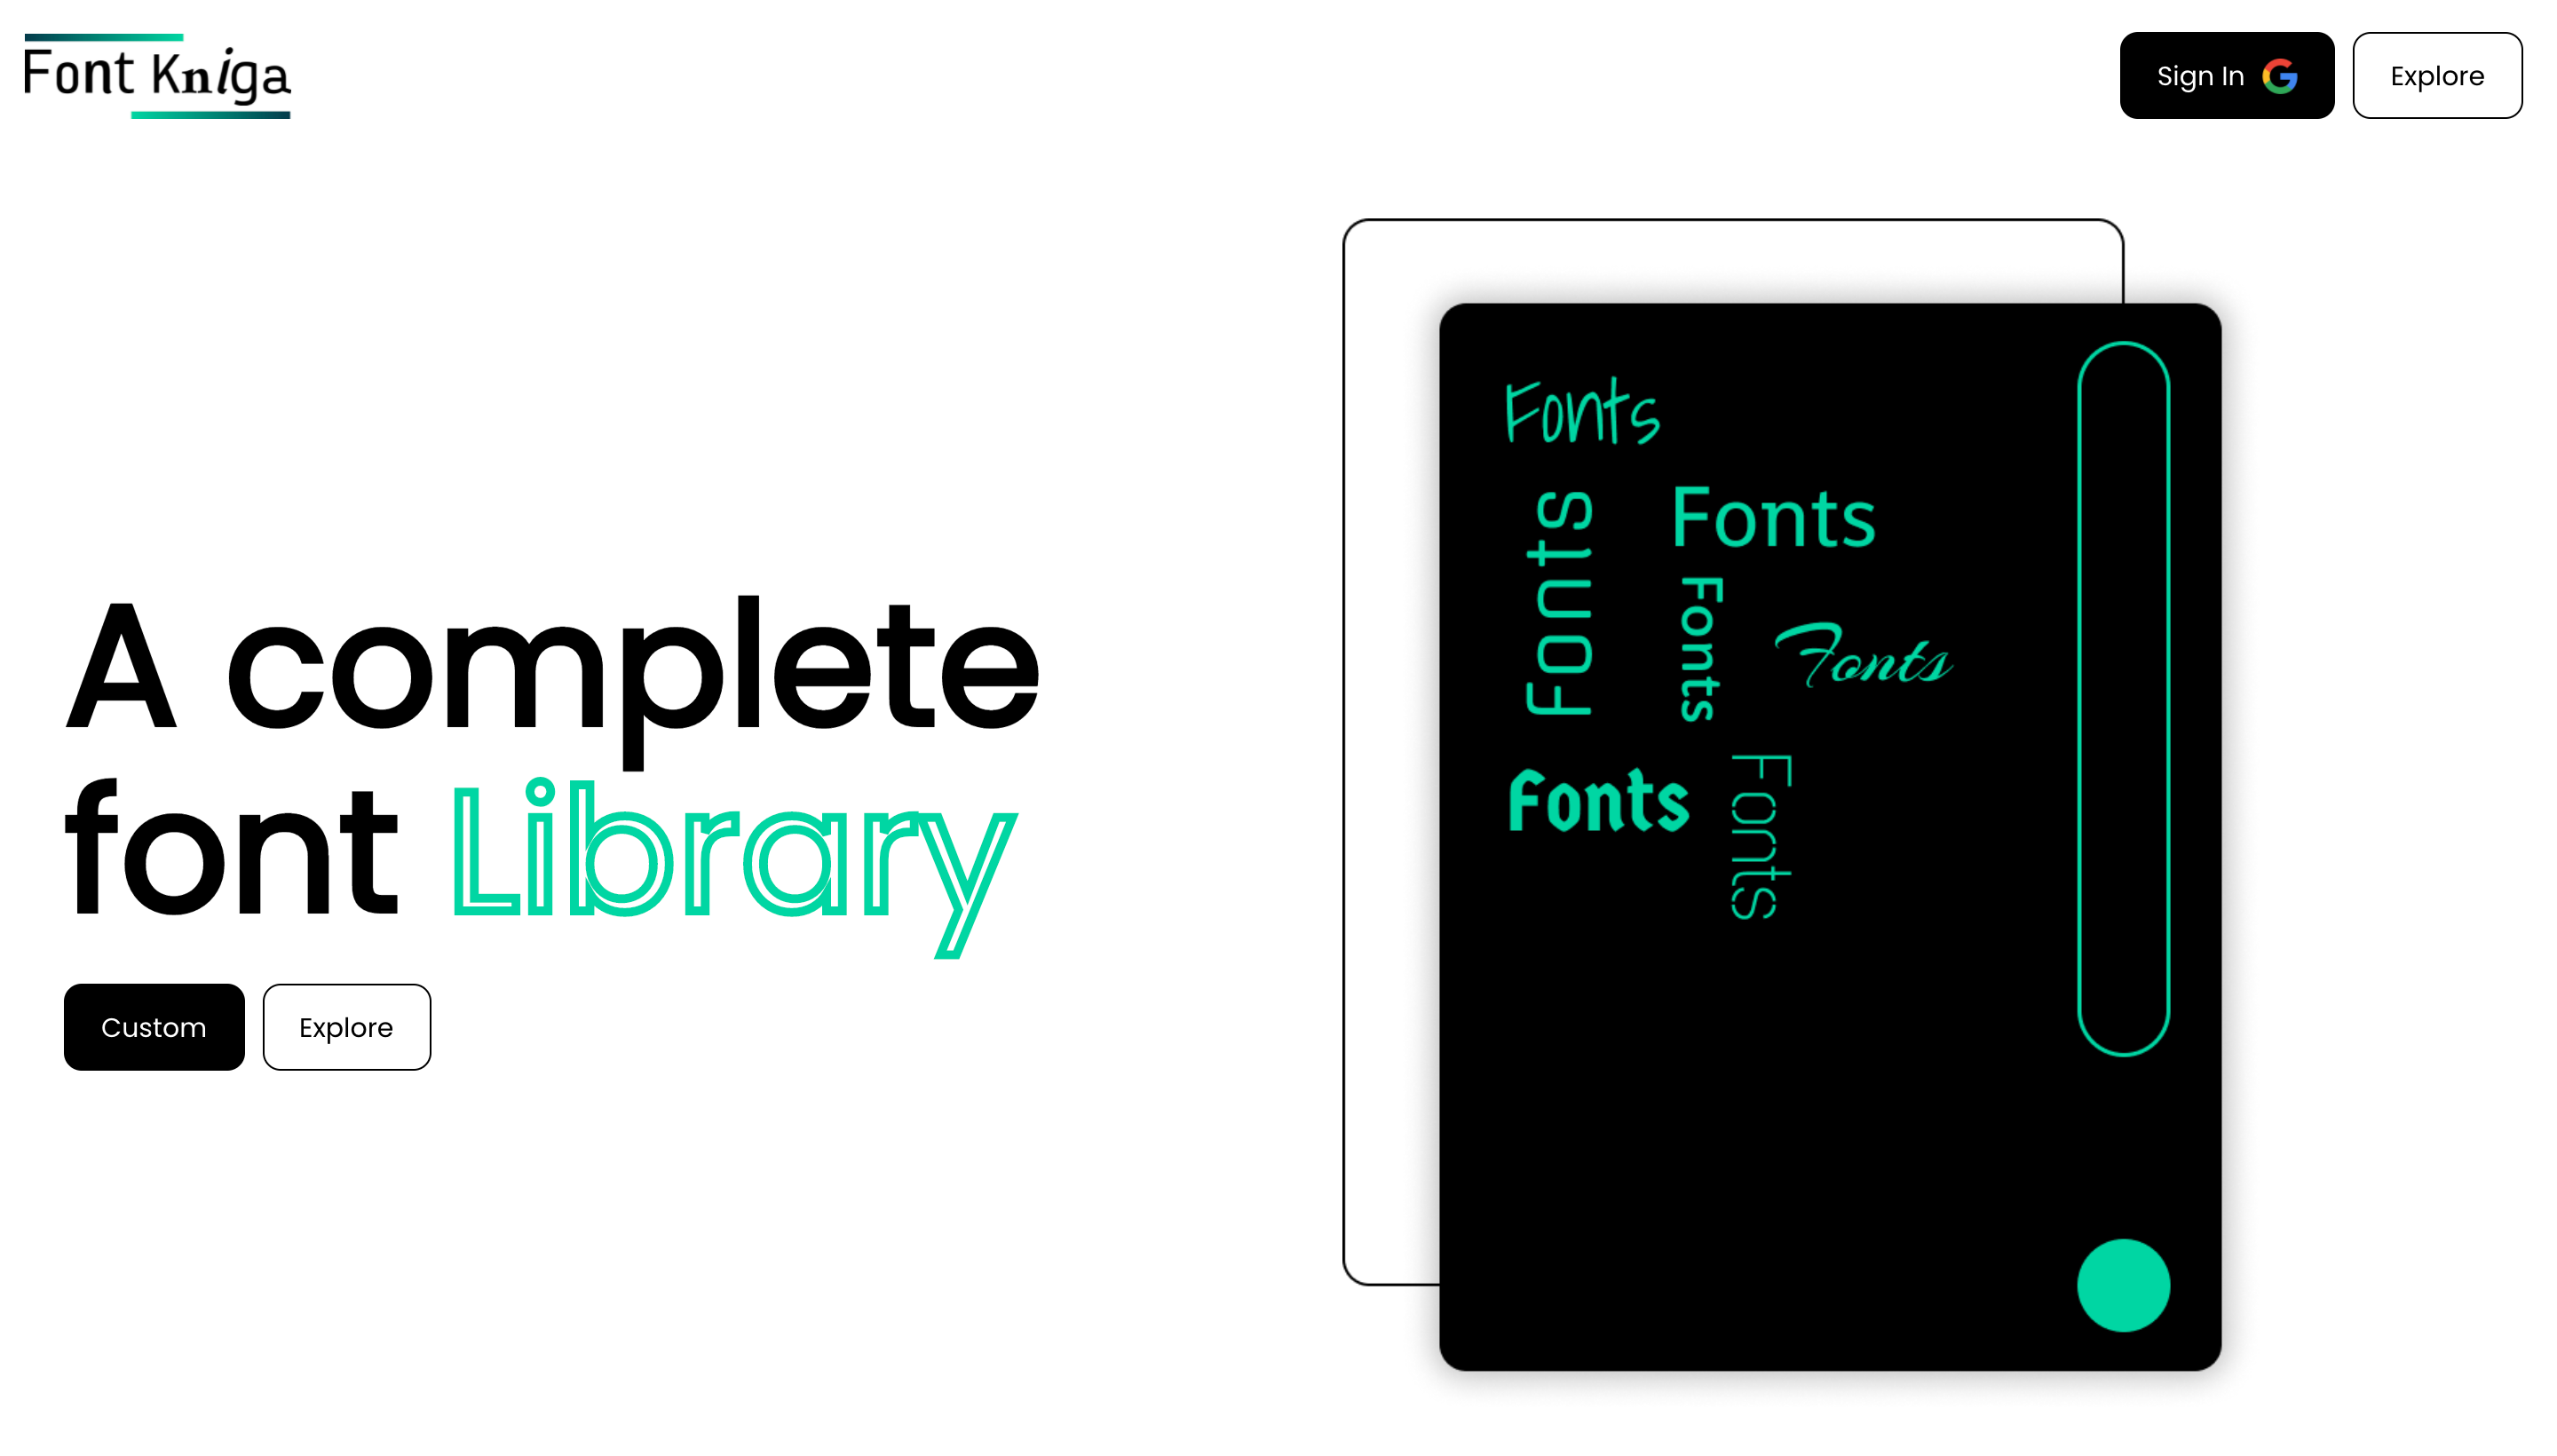 Font Kniga
Sign In
Explore
A complete
font Library
Custom
Explore
Fonts
Fonts
Fonts
Fonts
Fonts
Fonts
Fonts